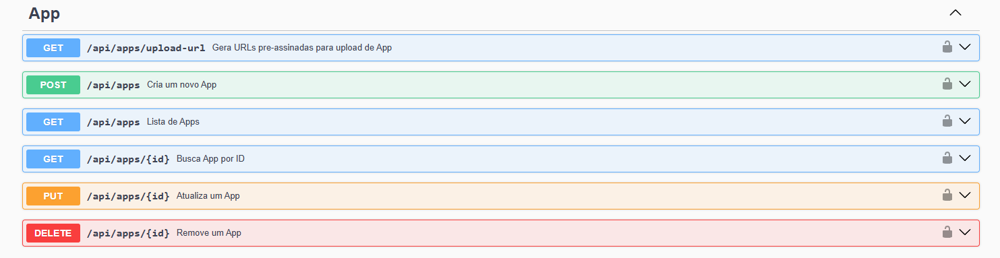 App
GET /api/apps/upload-url Gera URLs pre-assinadas para upload de App
POST /api/apps Cria um novo App
GET /api/apps Lista de Apps
GET /api/apps/{id} Busca App por ID
PUT /api/apps/{id} Atualiza um App
DELETE /api/apps/{id} Remove um App